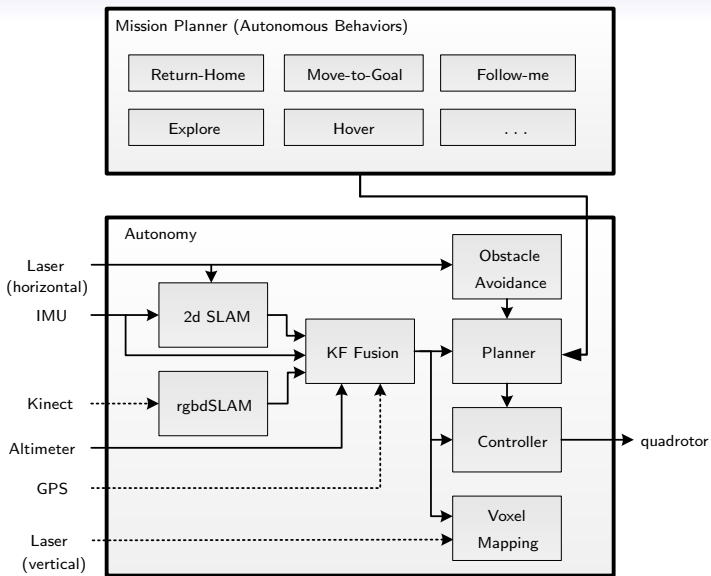 Mission Planner (Autonomous Behaviors)
Return-Home
Move-to-Goal
Follow-me
Explore
Hover
. . .
Autonomy
Laser
(horizontal)
IMU
Kinect
Altimeter
GPS
Laser
(vertical)
2d SLAM
rgbdSLAM
KF Fusion
Obstacle
Avoidance
Planner
Controller
Voxel
Mapping
quadrotor